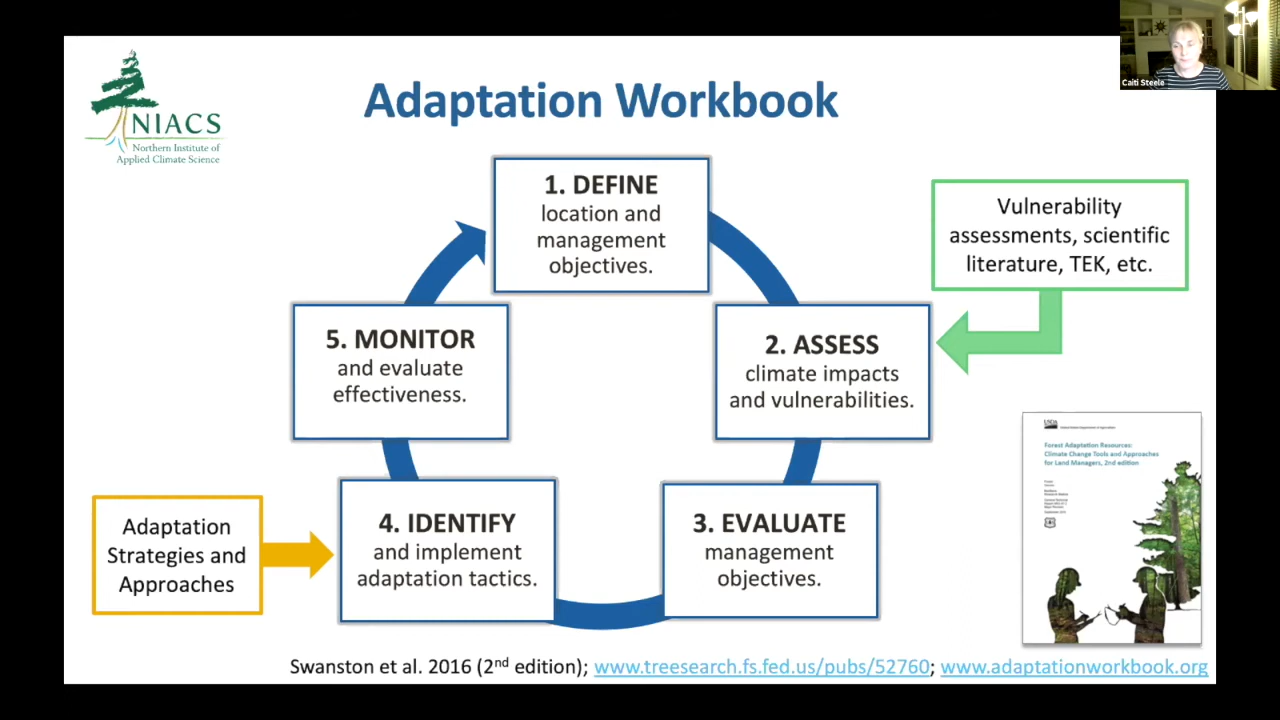 Caiti Steele
NIACS
Northern Institute of
Applied Climate Science
Adaptation Workbook
1. DEFINE
location and
management
objectives.
Vulnerability
assessments, scientific
literature, TEK, etc.
2. ASSESS
climate impacts
and vulnerabilities.
3. EVALUATE
management
objectives.
4. IDENTIFY
and implement
adaptation tactics.
5. MONITOR
and evaluate
effectiveness.
Adaptation
Strategies and
Approaches
USDA
Forest Adaptation Resources:
Climate Change Tools and Approaches
for Land Managers, 2nd edition
Swanston et al. 2016 (2nd edition); www.treesearch.fs.fed.us/pubs/52760; www.adaptationworkbook.org